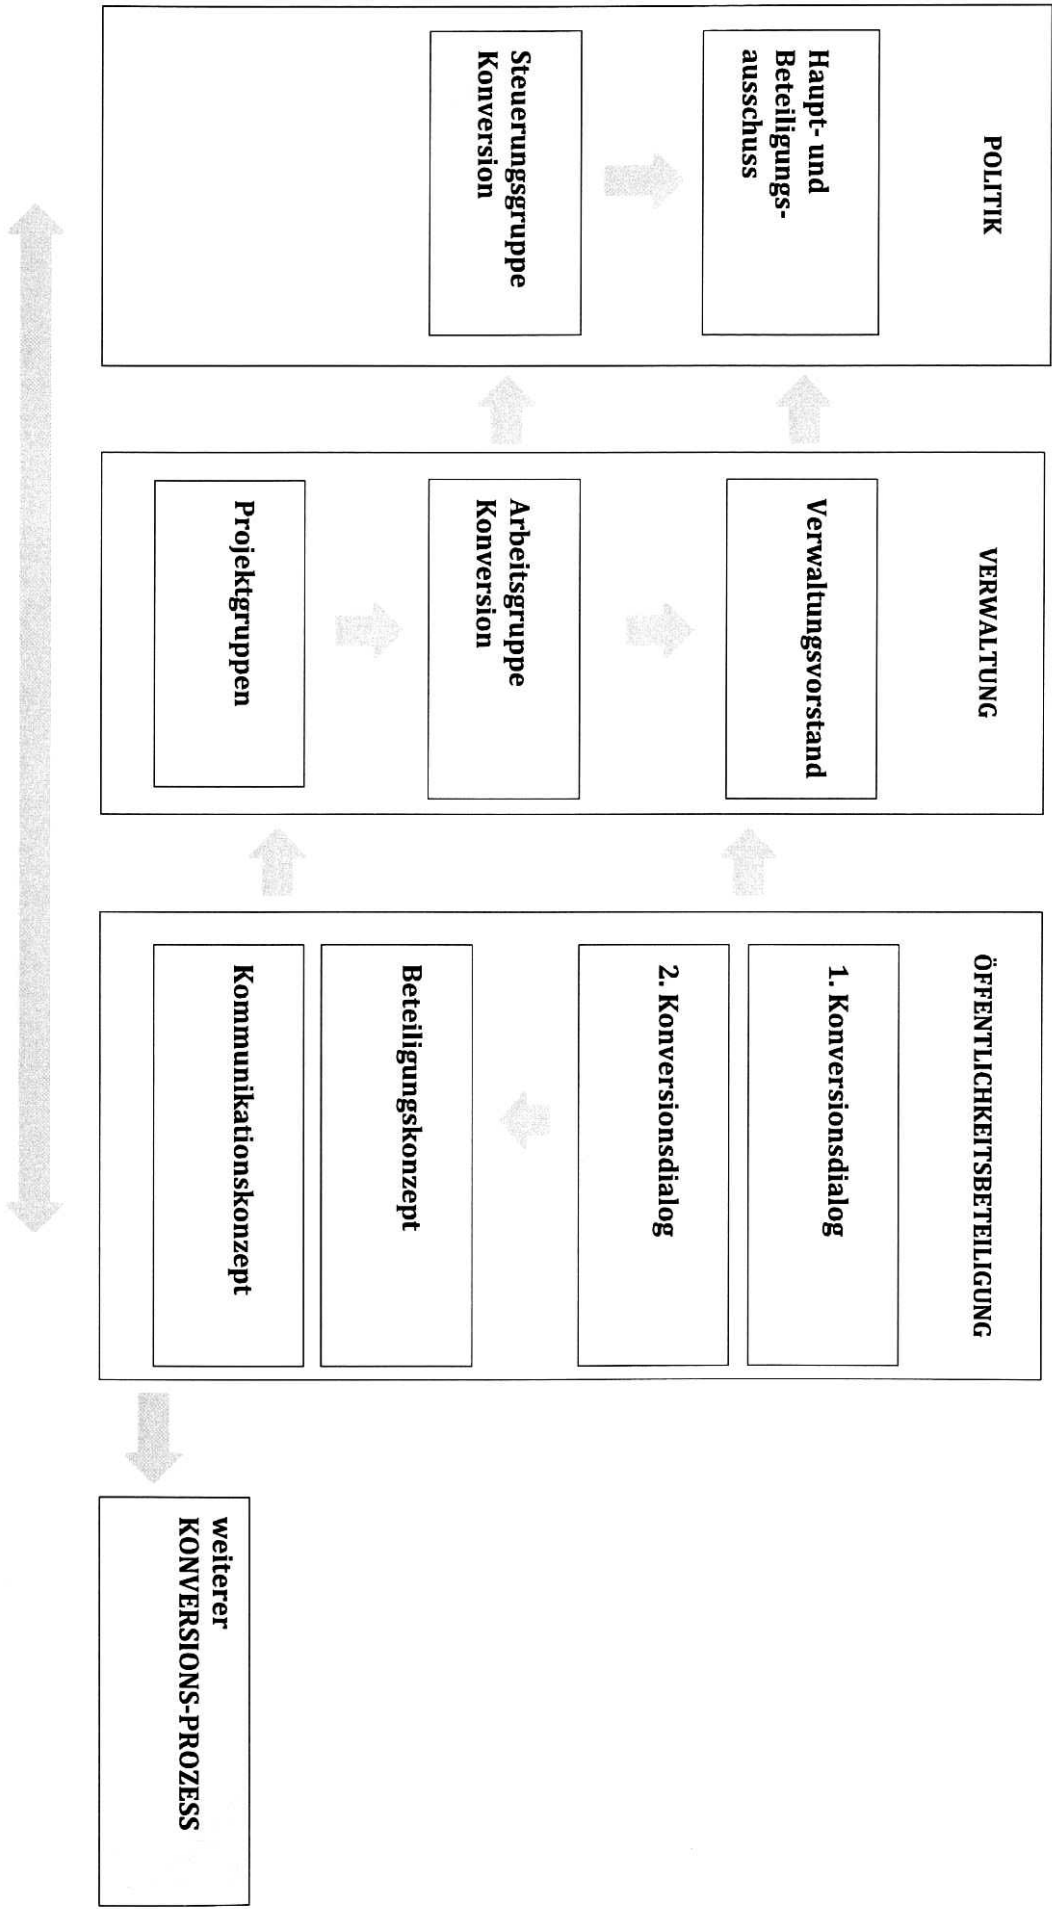 POLITIK
Haupt- und
Beteiligungs-
ausschuss
Steuerungsgruppe
Konversion
VERWALTUNG
Verwaltungsvorstand
Arbeitsgruppe
Konversion
Projektgruppen
ÖFFENTLICHKEITSBETEILIGUNG
1. Konversionsdialog
2. Konversionsdialog
Beteiligungskonzept
Kommunikationskonzept
weiterer
KONVERSIONS-PROZESS